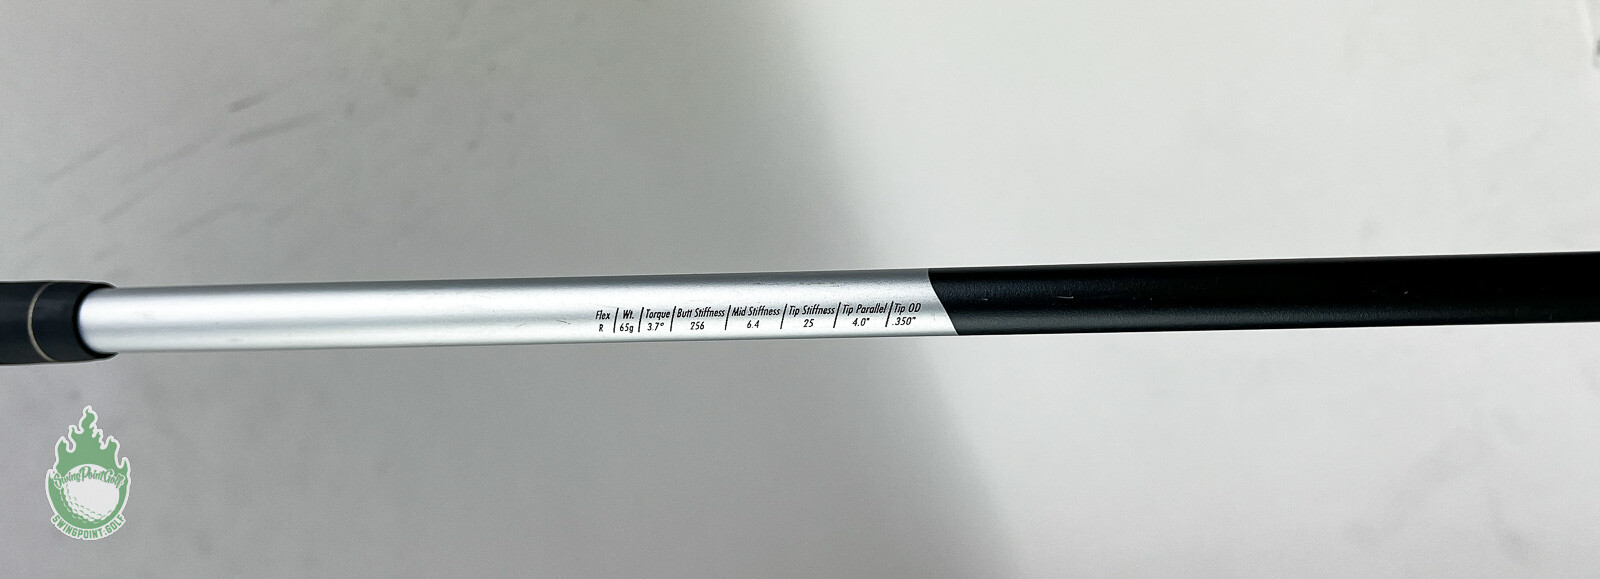 Flex | Wt. | Torque | Butt Stiffness | Mid Stiffness | Tip Stiffness | Tip Parallel | Tip OD
R | 65g | 3.7° | 256 | 6.4 | 25 | 4.0" | .350"
SwingPointGolf
SWINGPOINT.GOLF